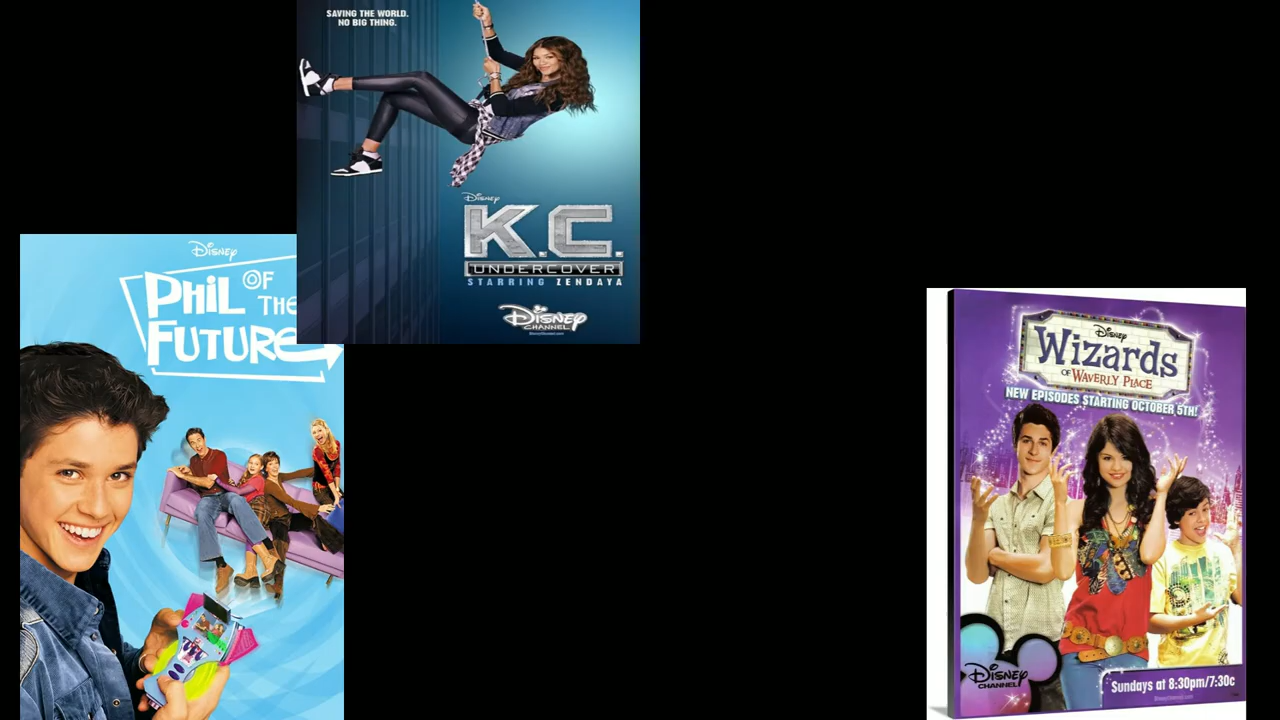 SAVING THE WORLD.
NO BIG THING.
Disney
K.C.
UNDERCOVER
STARRING ZENDAYA
Disney
CHANNEL
Disney
PHIL OF
THE
FUTURE
Disney
Wizards
OF WAVERLY PLACE
NEW EPISODES STARTING OCTOBER 5TH!
Disney
CHANNEL
Sundays at 8:30pm/7:30c